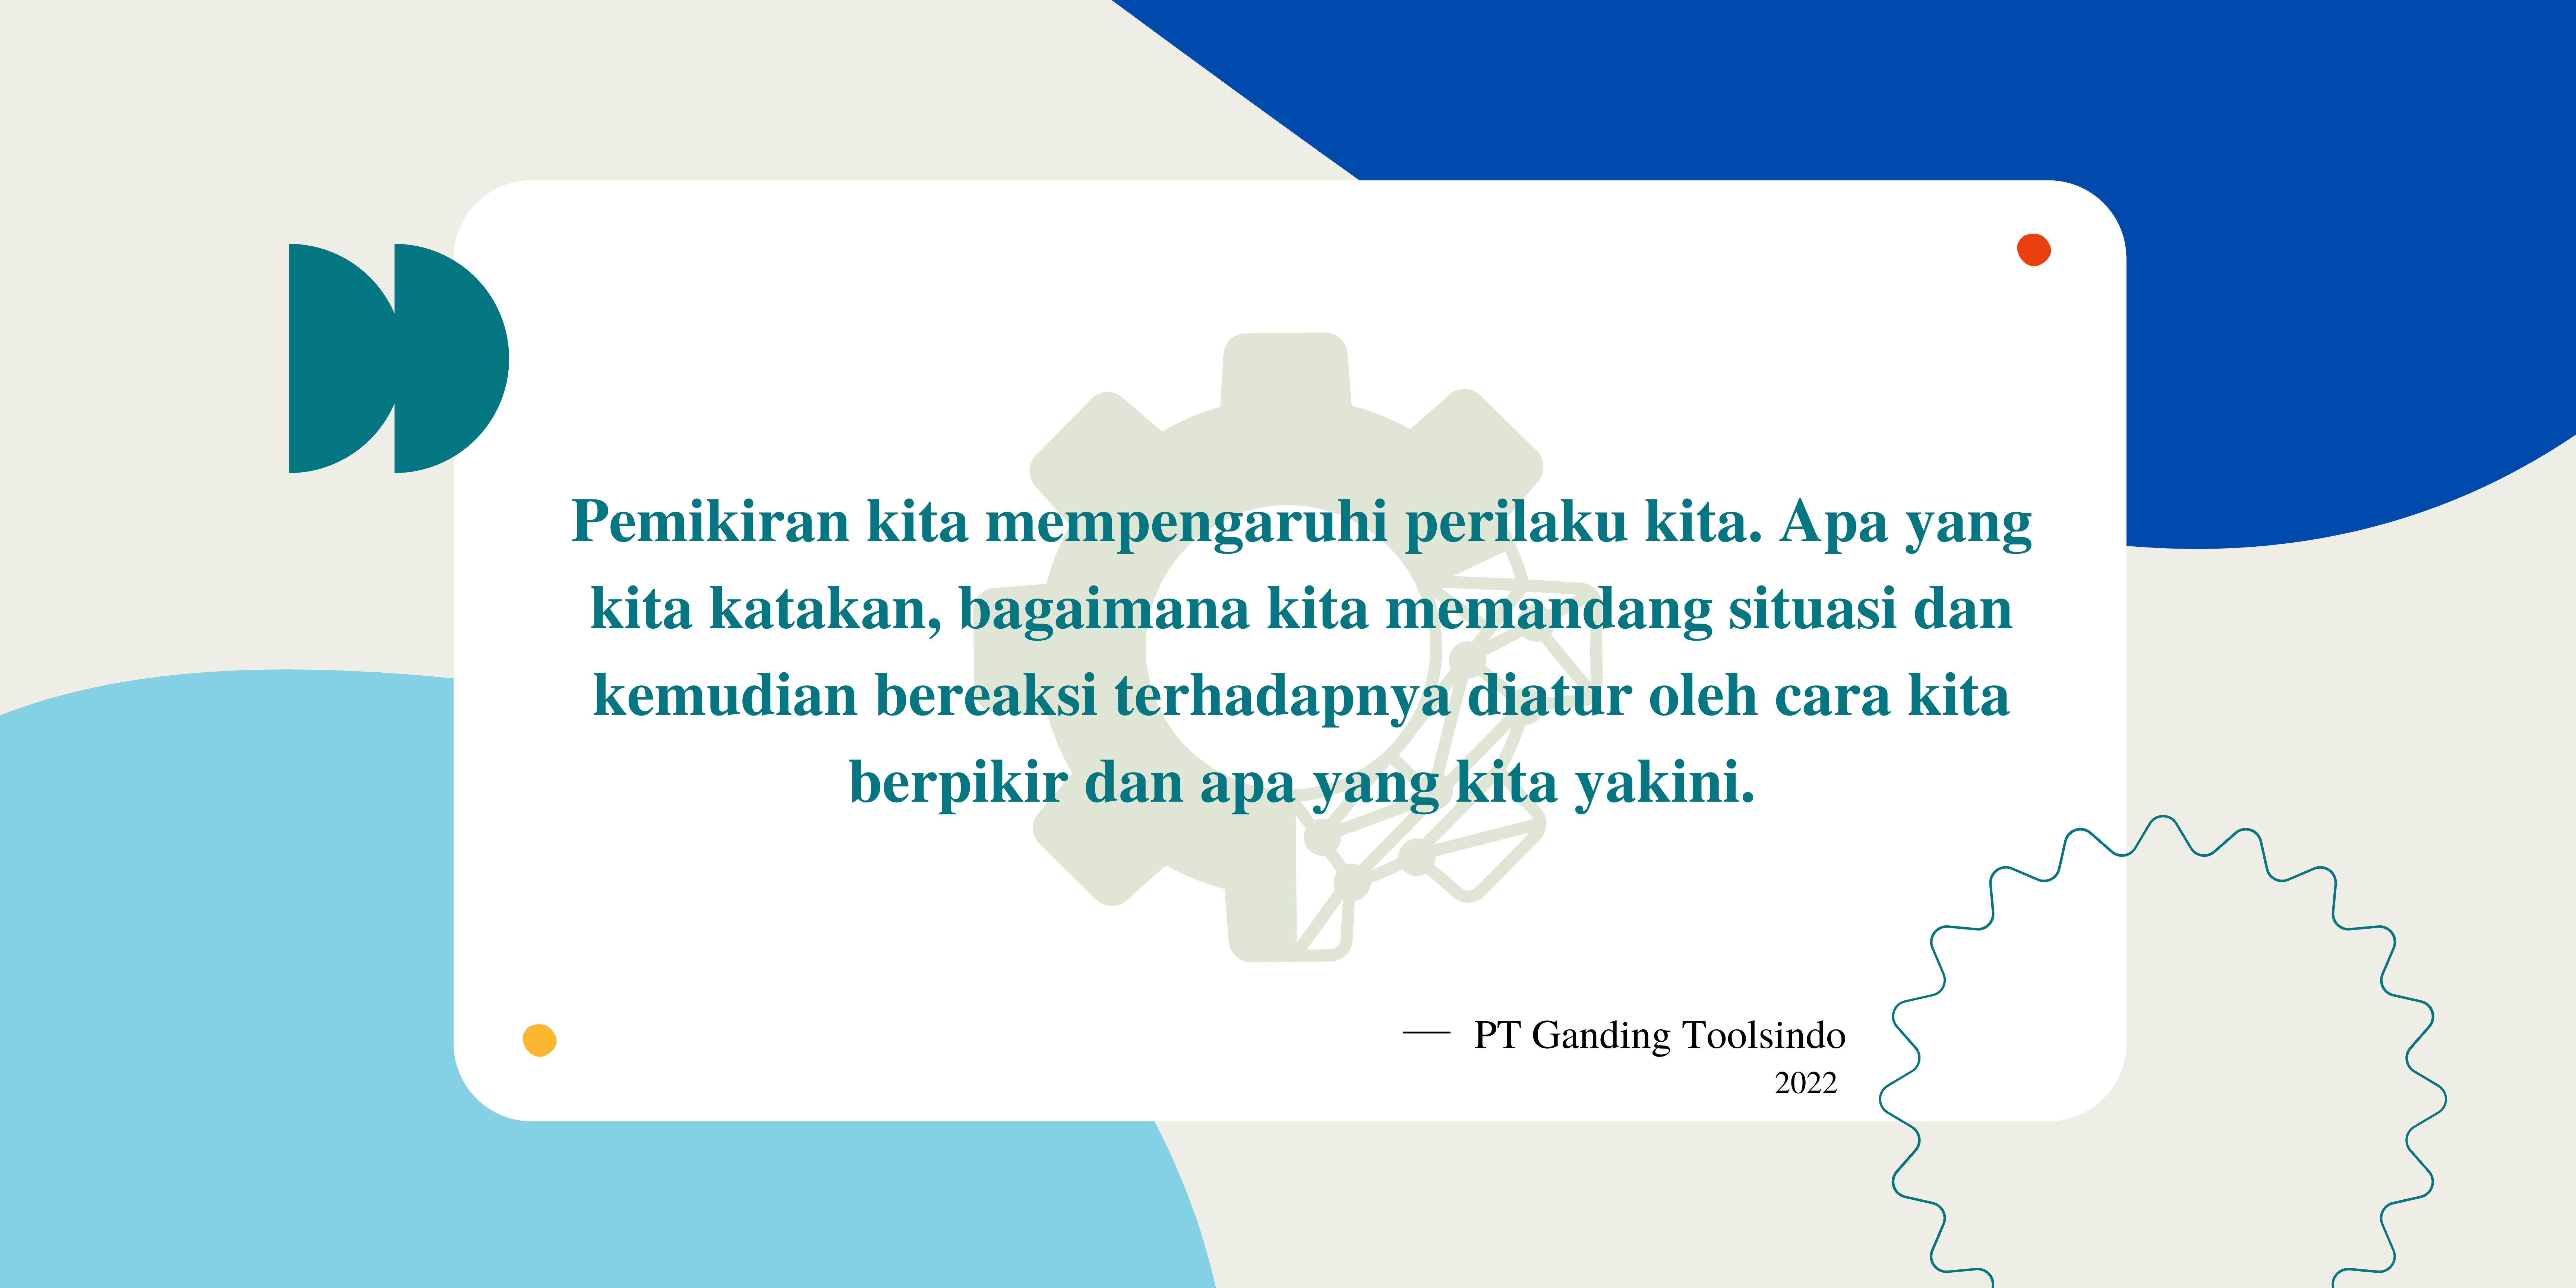 Pemikiran kita mempengaruhi perilaku kita. Apa yang
kita katakan, bagaimana kita memandang situasi dan
kemudian bereaksi terhadapnya diatur oleh cara kita
berpikir dan apa yang kita yakini.
— PT Ganding Toolsindo
2022